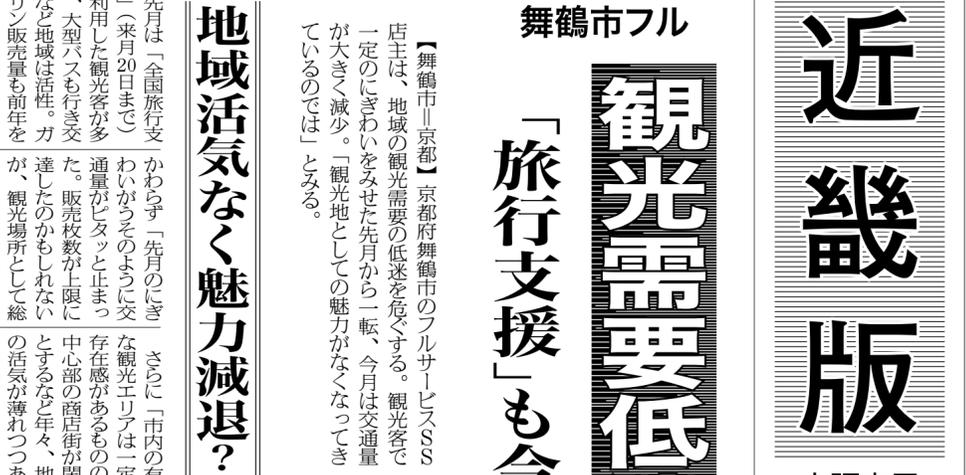 近畿版
舞鶴市フル
観光需要低
「旅行支援」も今
【舞鶴市=京都】京都府舞鶴市のフルサービスSS
店主は、地域の観光需要の低迷を危ぐする。観光客で
一定のにぎわいをみせた先月から一転、今月は交通量
が大きく減少。「観光地としての魅力がなくなってき
ているのでは」とみる。
地域活気なく魅力減退?
先月は「全国旅行支
」(来月20日まで)
利用した観光客が多
、大型バスも行き交
など地域は活性。ガ
リン販売量も前年を
かわらず「先月のにぎ
わいがうそのように交
通量がピタッと止まっ
た。販売枚数が上限に
達したのかもしれない
が、観光場所として総
さらに「市内の有
な観光エリアは一定
存在感があるものの
中心部の商店街が閑
とするなど年々、地
の活気が薄れつつあ